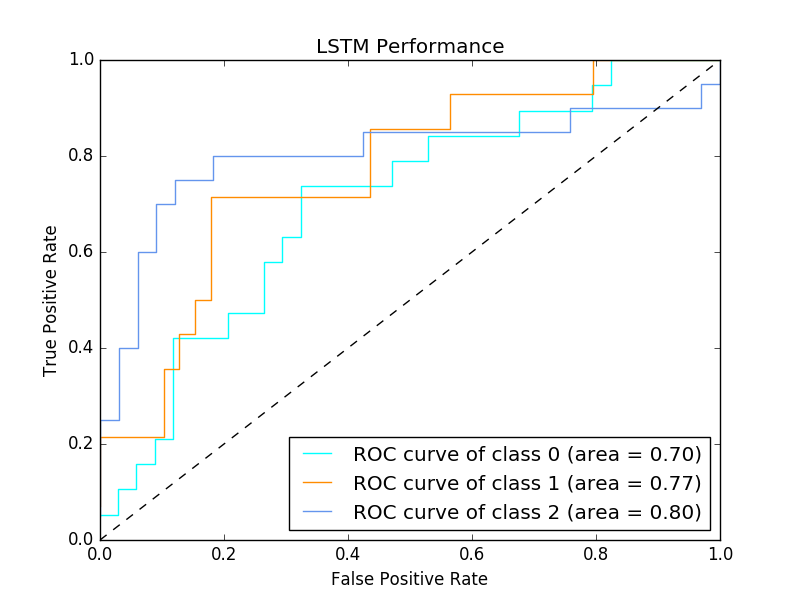 LSTM Performance
1.0
0.8
0.6
0.4
0.2
0.0
True Positive Rate
ROC curve of class 0 (area = 0.70)
ROC curve of class 1 (area = 0.77)
ROC curve of class 2 (area = 0.80)
0.0 0.2 0.4 0.6 0.8 1.0
False Positive Rate